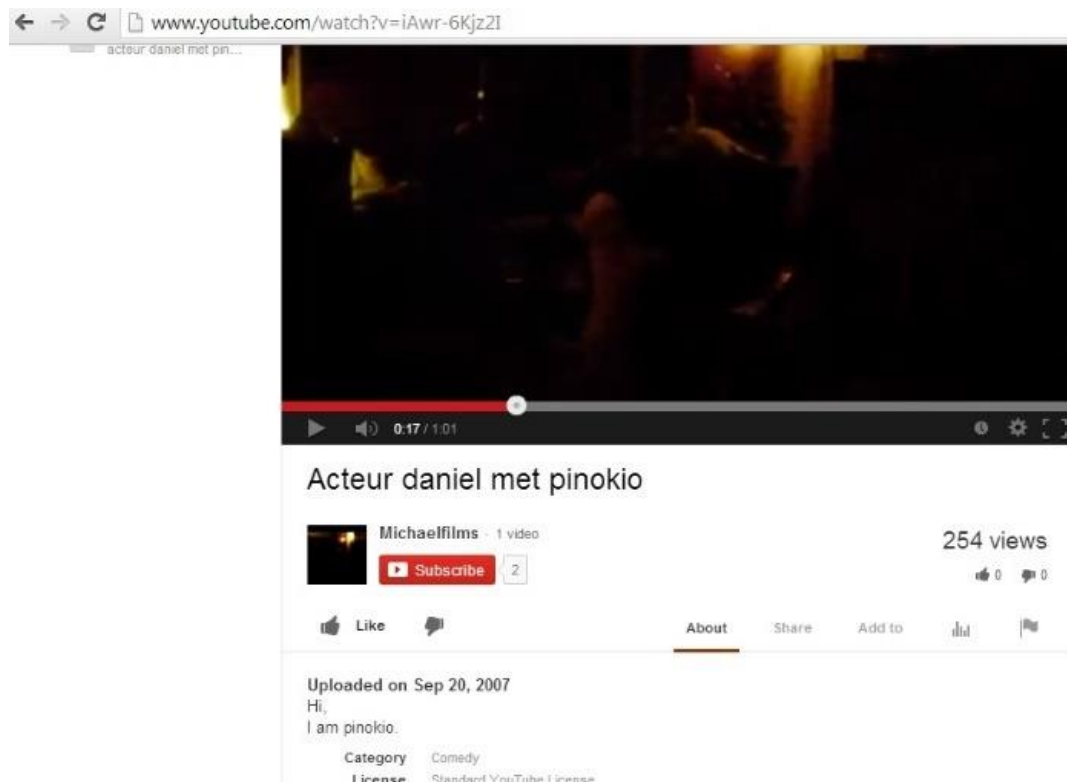 www.youtube.com/watch?v=iAwr-6Kjz2I
acteur daniel met pin...
0:17 / 1:01
Acteur daniel met pinokio
Michaelfilms · 1 video
254 views
Subscribe 2
0 0
Like
About Share Add to
Uploaded on Sep 20, 2007
Hi,
I am pinokio.
Category Comedy
License Standard YouTube License